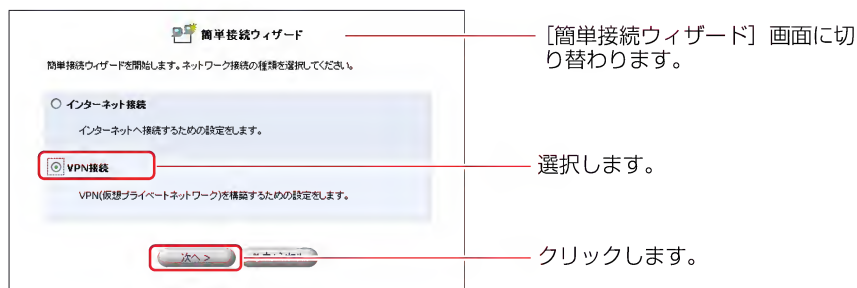 簡単接続ウィザード
［簡単接続ウィザード］画面に切
り替わります。
簡単接続ウィザードを開始します。ネットワーク接続の種類を選択してください。
インターネット接続
インターネットへ接続するための設定をします。
VPN接続
選択します。
VPN(仮想プライベートネットワーク)を構築するための設定をします。
次へ >
クリックします。